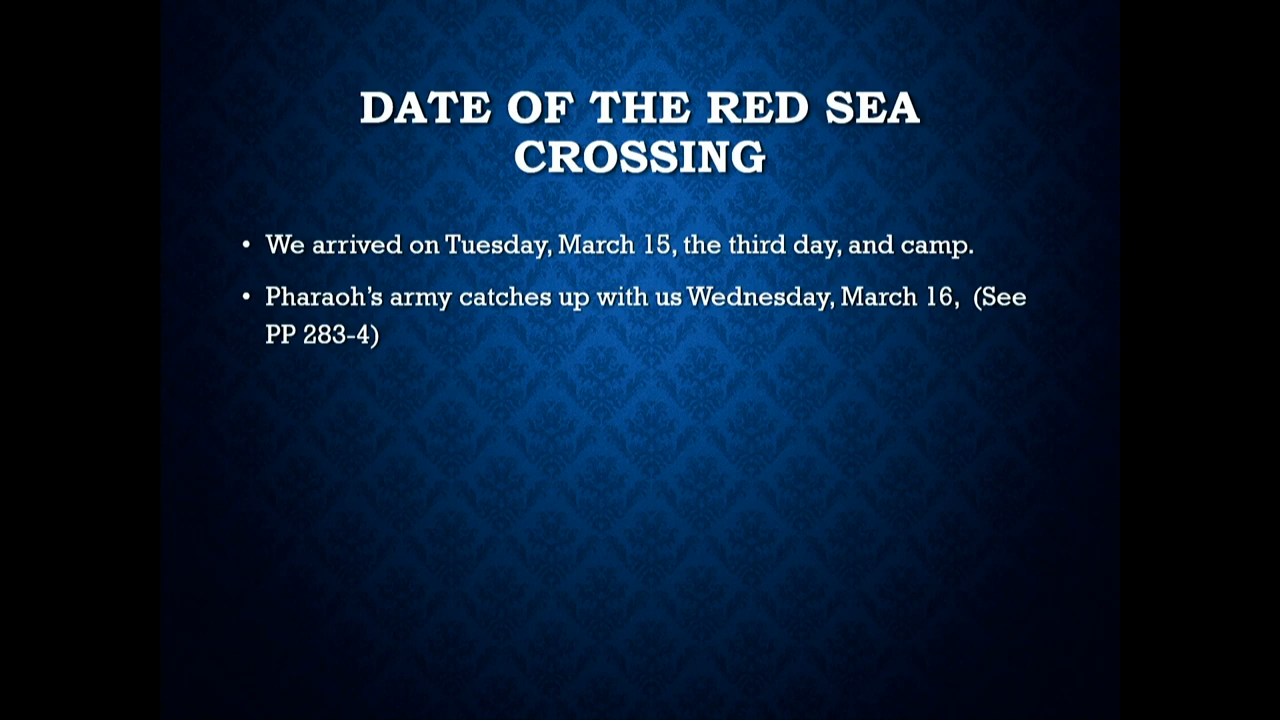 DATE OF THE RED SEA
CROSSING
• We arrived on Tuesday, March 15, the third day, and camp.
• Pharaoh's army catches up with us Wednesday, March 16,  (See
PP 283-4)